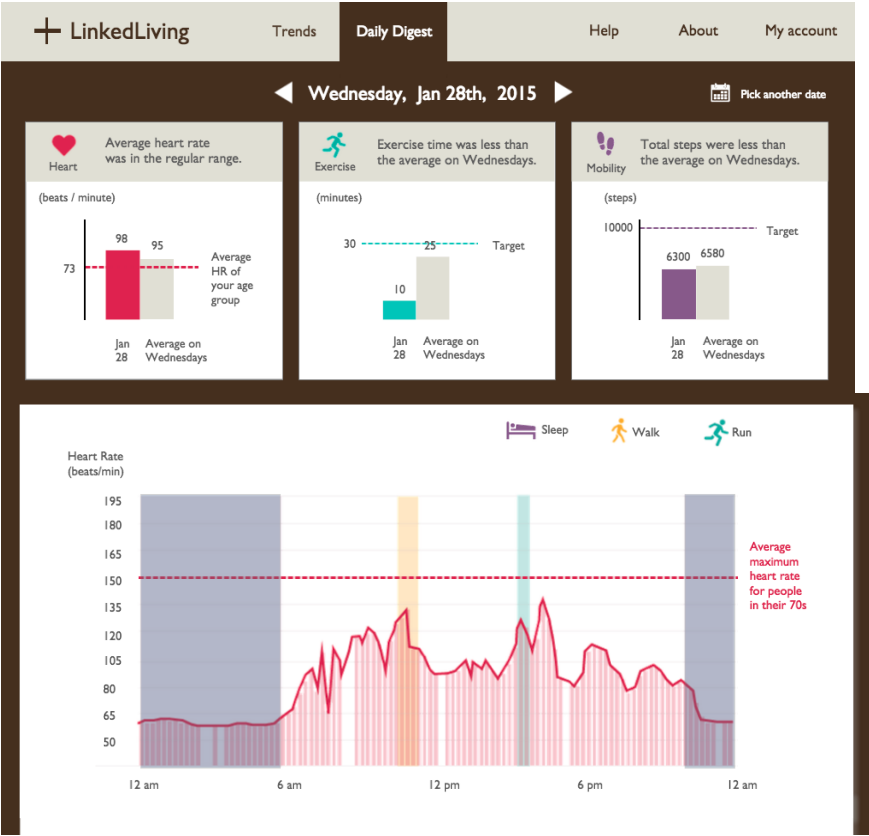 LinkedLiving
Trends
Daily Digest
Help
About
My account
Wednesday, Jan 28th, 2015
Pick another date
Heart
Average heart rate
was in the regular range.
(beats / minute)
98
95
73
Average
HR of
your age
group
Jan
28
Average on
Wednesdays
Exercise
Exercise time was less than
the average on Wednesdays.
(minutes)
30
25
Target
10
Jan
28
Average on
Wednesdays
Mobility
Total steps were less than
the average on Wednesdays.
(steps)
10000
Target
6300
6580
Jan
28
Average on
Wednesdays
Sleep
Walk
Run
Heart Rate
(beats/min)
195
180
165
150
135
120
105
80
65
50
Average
maximum
heart rate
for people
in their 70s
12 am
6 am
12 pm
6 pm
12 am